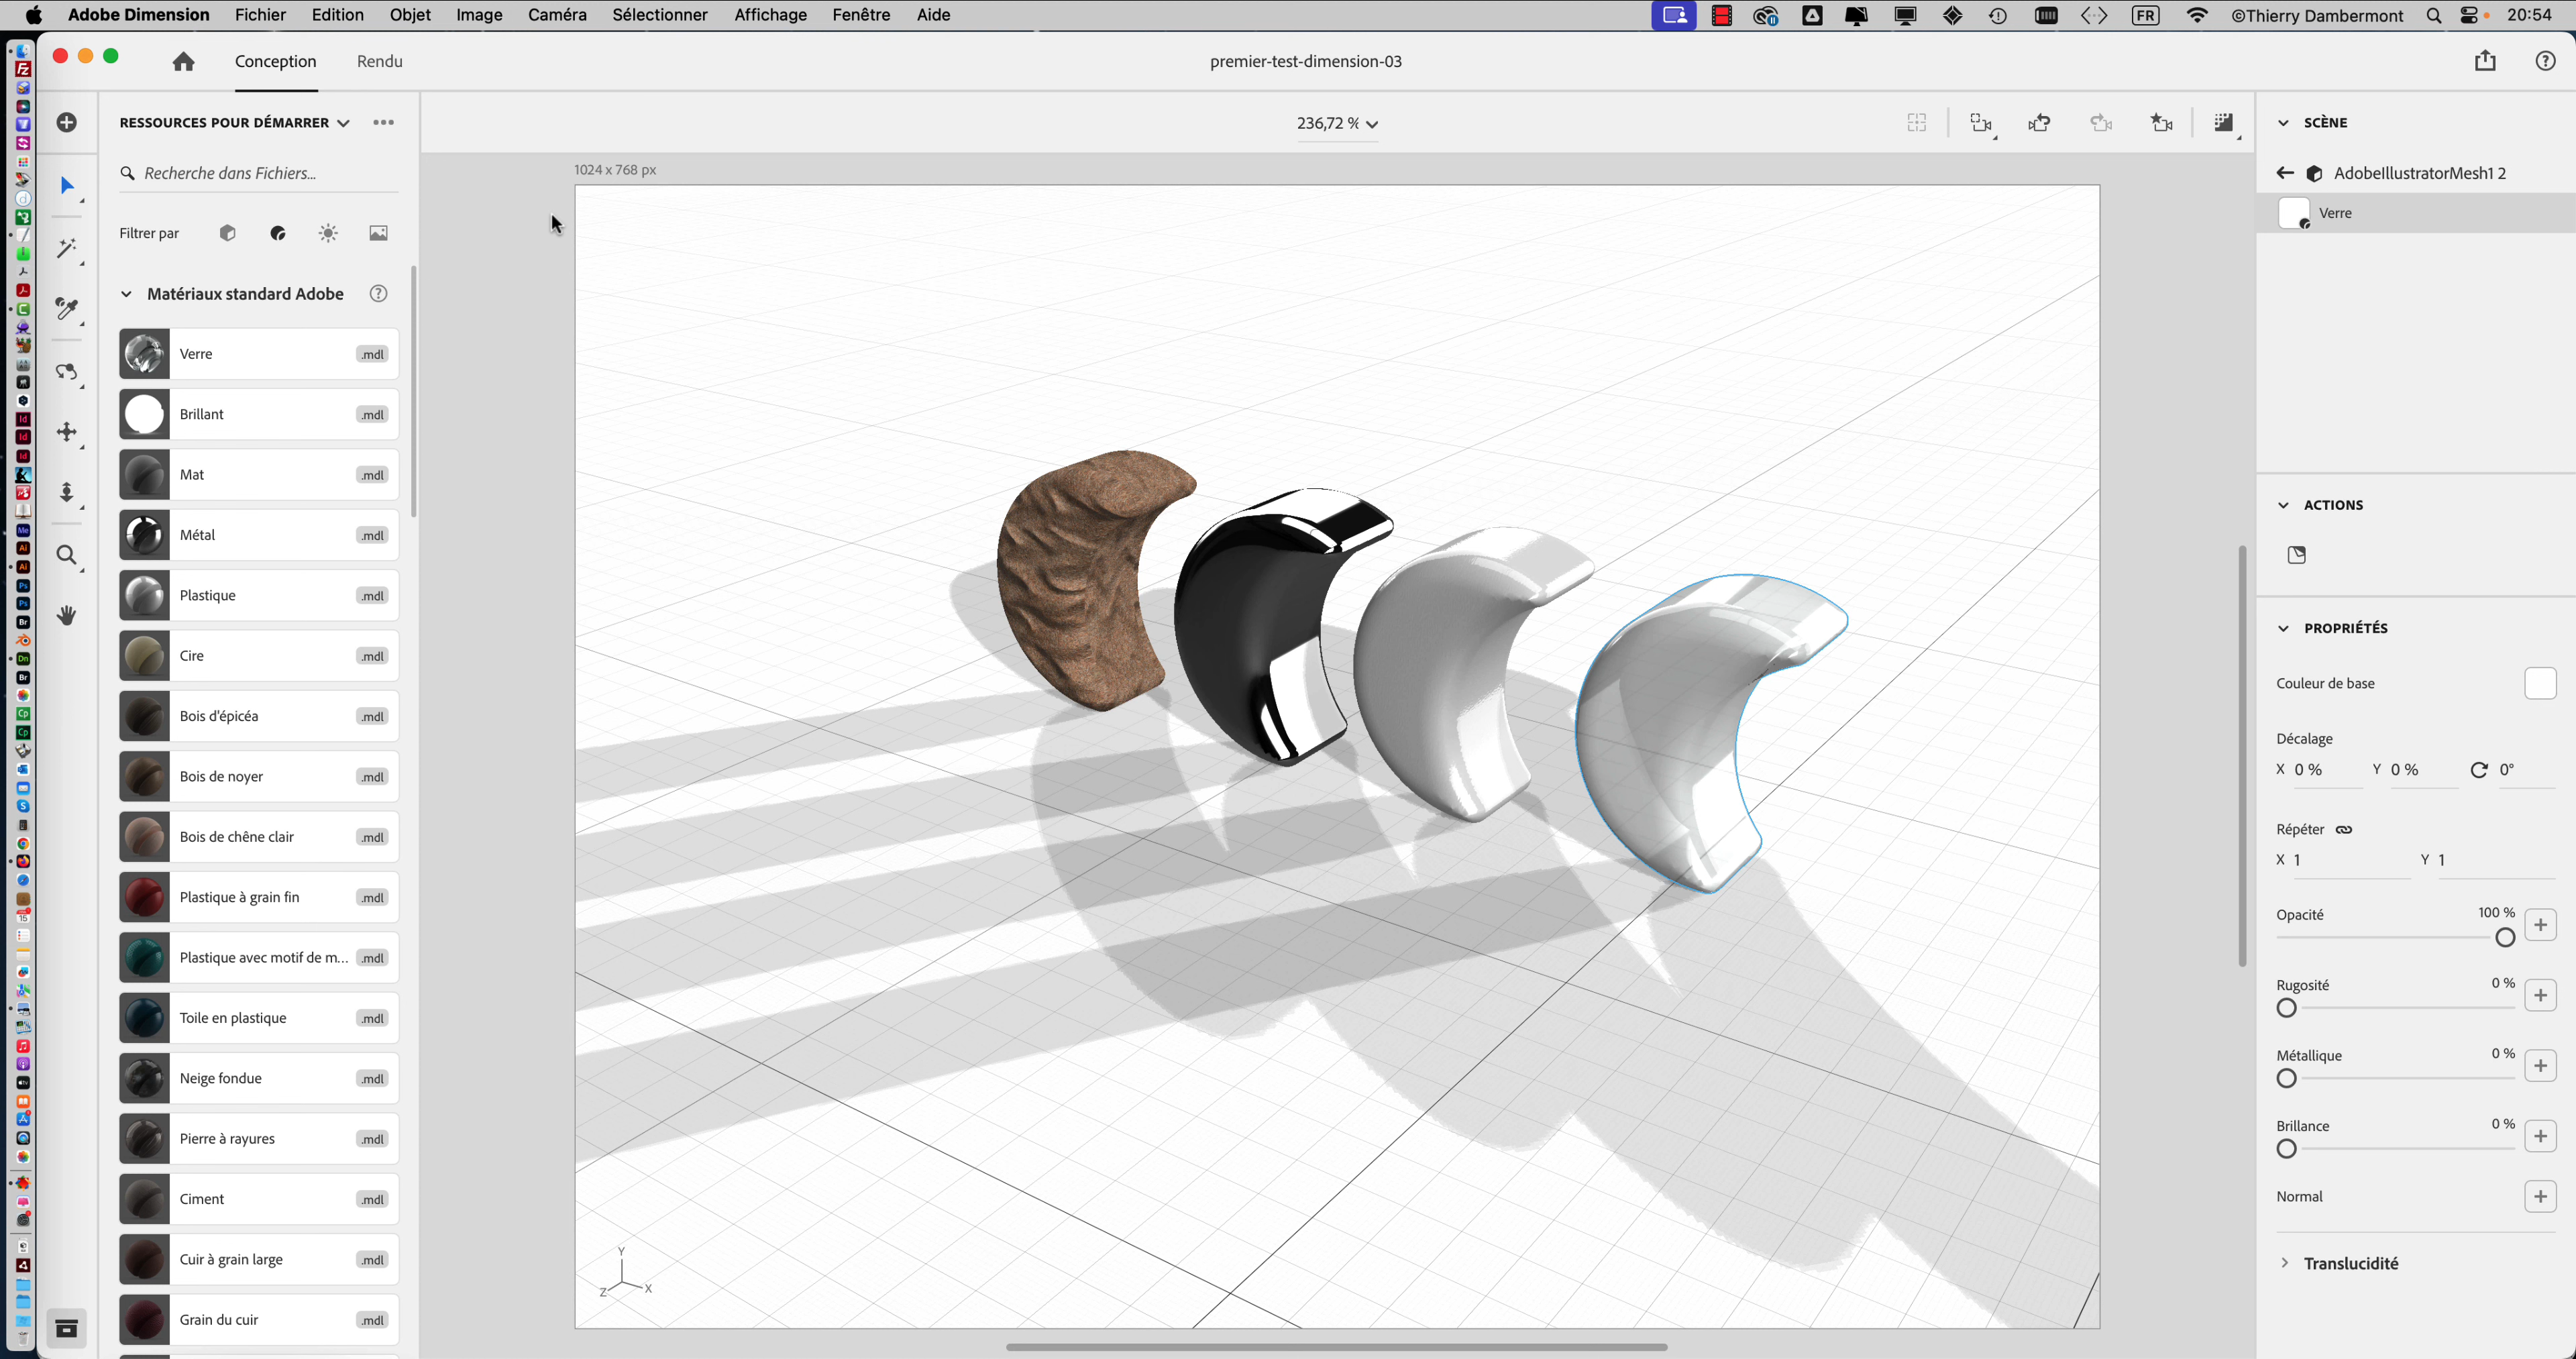 Adobe Dimension Fichier Edition Objet Image Caméra Sélectionner Affichage Fenêtre Aide FR ©Thierry Dambermont 20:54
Conception Rendu premier-test-dimension-03
RESSOURCES POUR DÉMARRER
236,72 %
SCÈNE
1024 x 768 px
Recherche dans Fichiers...
AdobeIllustratorMesh1 2
Verre
Filtrer par
Matériaux standard Adobe
Verre .mdl
Brillant .mdl
Mat .mdl
Métal .mdl
Plastique .mdl
Cire .mdl
Bois d'épicéa .mdl
Bois de noyer .mdl
Bois de chêne clair .mdl
Plastique à grain fin .mdl
Plastique avec motif de m... .mdl
Toile en plastique .mdl
Neige fondue .mdl
Pierre à rayures .mdl
Ciment .mdl
Cuir à grain large .mdl
Grain du cuir .mdl
Y
Z X
ACTIONS
PROPRIÉTÉS
Couleur de base
Décalage
X 0 % Y 0 % 0°
Répéter
X 1 Y 1
Opacité 100 %
Rugosité 0 %
Métallique 0 %
Brillance 0 %
Normal
Translucidité